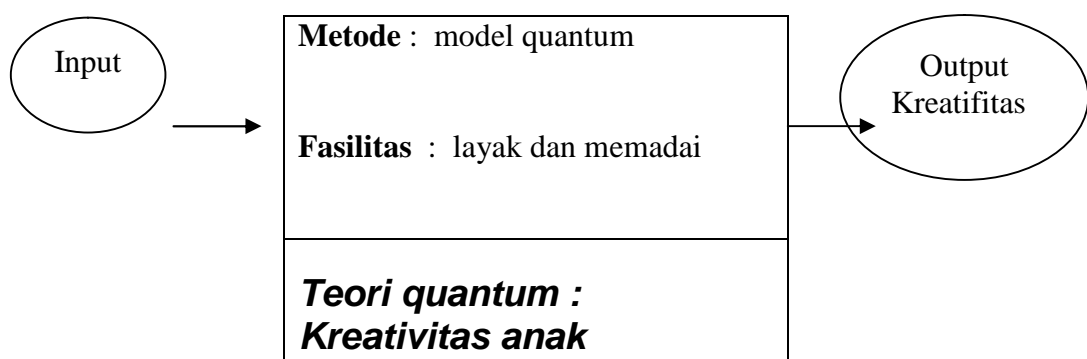 Input
Metode : model quantum
Fasilitas : layak dan memadai
Teori quantum :
Kreativitas anak
Output
Kreatifitas